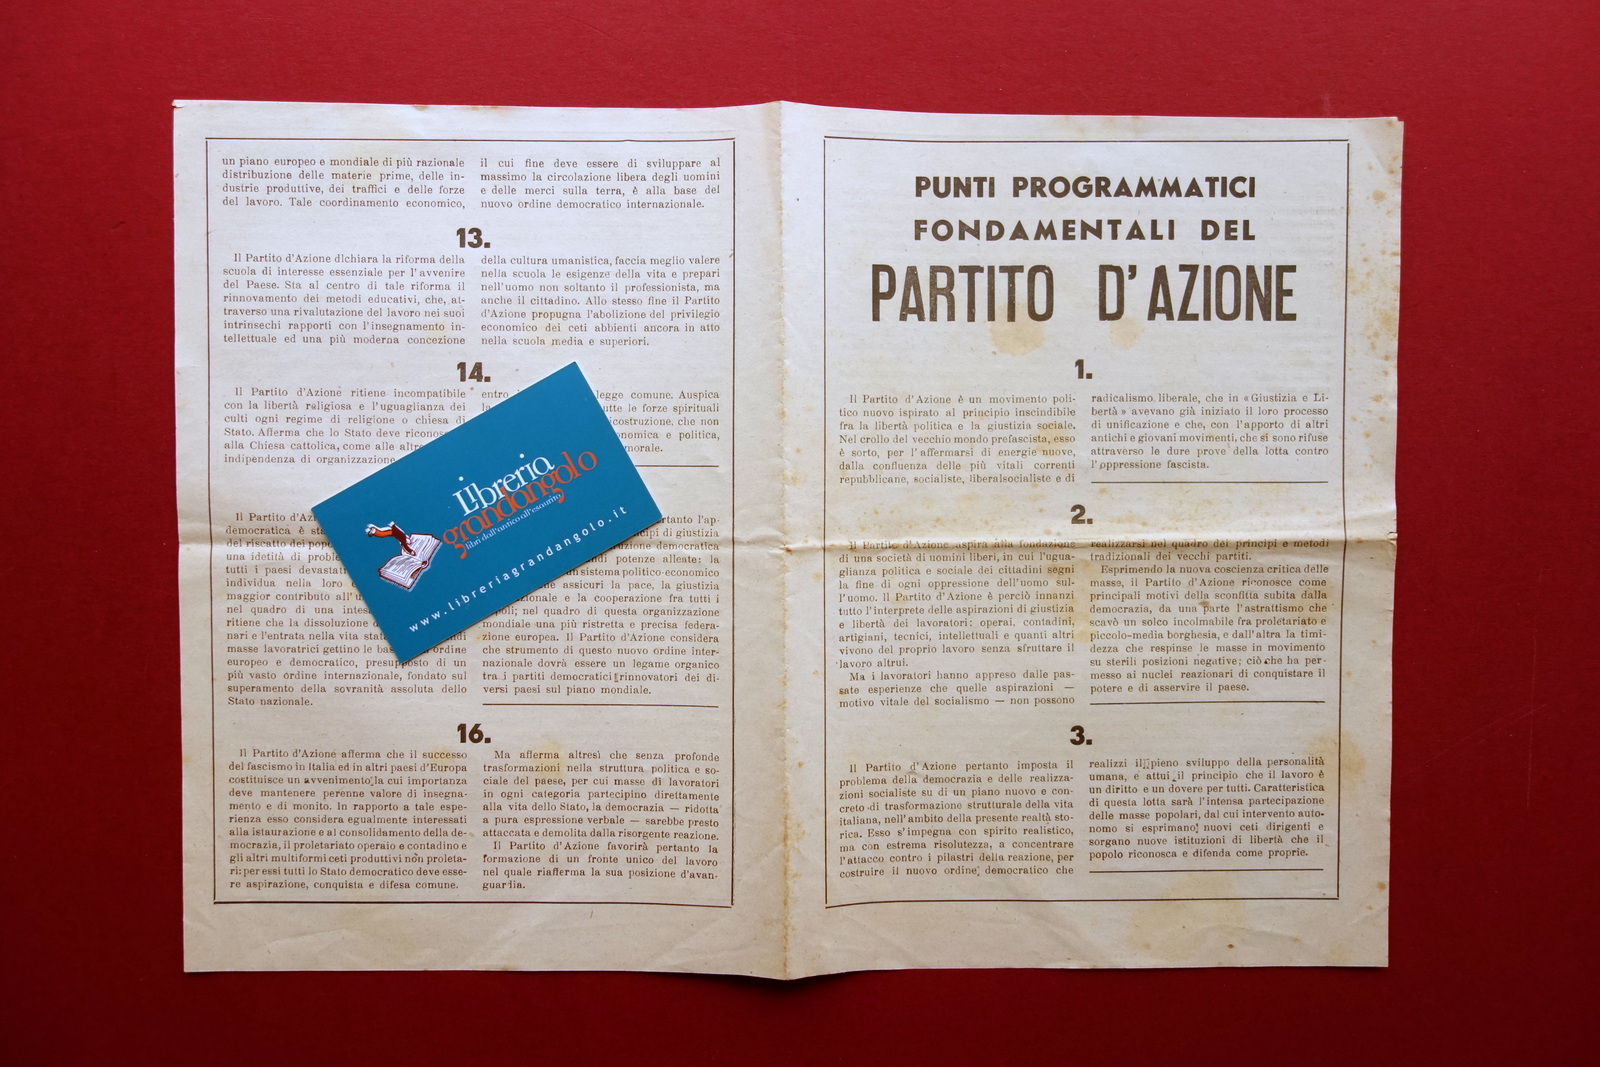 un piano europeo e mondiale di più razionale
distribuzione delle materie prime, delle in-
dustrie produttive, dei traffici e delle forze
del lavoro. Tale coordinamento economico,
il cui fine deve essere di sviluppare al
massimo la circolazione libera degli uomini
e delle merci sulla terra, è alla base del
nuovo ordine democratico internazionale.
13.
Il Partito d'Azione dichiara la riforma della
scuola di interesse essenziale per l'avvenire
del Paese. Sta al centro di tale riforma il
rinnovamento dei metodi educativi, che, at-
traverso una rivalutazione del lavoro nei suoi
intrinsechi rapporti con l'insegnamento in-
tellettuale ed una più moderna concezione
della cultura umanistica, faccia meglio valere
nella scuola le esigenze della vita e prepari
nell'uomo non soltanto il professionista, ma
anche il cittadino. Allo stesso fine il Partito
d'Azione propugna l'abolizione del privilegio
economico dei ceti abbienti ancora in atto
nella scuola media e superiori.
14.
Il Partito d'Azione ritiene incompatibile
con la libertà religiosa e l'uguaglianza dei
culti ogni regime di religione o chiesa di
Stato. Afferma che lo Stato deve
alla Chiesa cattolica, come alle
indipendenza di organizzazione
entro legge comune. Auspica
tutte le forze spirituali
che non
e politica,
Il Partito
democratica è
del riscatto dei
una idotità di
tutti i paesi
individua nella loro
maggior contributo
nel quadro di una
ritiene che la dissoluzione
nari e l'entrata nella vita
masse lavoratrici gettino le ordine
europeo e democratico, presupposto di un
più vasto ordine internazionale, fondato sul
superamento della sovranità assoluta dello
Stato nazionale.
l'ap-
di giustizia
democratica
potenze alleate: la
sistema politico-economico
assicuri la pace, la giustizia
e la cooperazione fra tutti i
nel quadro di questa organizzazione
mondiale una più ristretta e precisa federa-
zione europea. Il Partito d'Azione considera
che strumento di questo nuovo ordine inter-
nazionale dovrà essere un legame organico
tra i partiti democratici rinnovatori dei di-
versi paesi sul piano mondiale.
16.
Il Partito d'Azione afferma che il successo
del fascismo in Italia ed in altri paesi d'Europa
costituisce un avvenimento la cui importanza
deve mantenere perenne valore di insegna-
mento e di monito. In rapporto a tale espe-
rienza esso considera egualmente interessati
alla istaurazione e al consolidamento della de-
mocrazia, il proletariato operaio e contadino e
gli altri multiformi ceti produttivi non proleta-
ri: per essi tutti lo Stato democratico deve esse-
re aspirazione, conquista e difesa comune.
Ma afferma altresì che senza profonde
trasformazioni nella struttura politica e so-
ciale del paese, per cui masse di lavoratori
in ogni categoria partecipino direttamente
alla vita dello Stato, la democrazia — ridotta
a pura espressione verbale — sarebbe presto
attaccata e demolita dalla risorgente reazione.
Il Partito d'Azione favorirà pertanto la
formazione di un fronte unico del lavoro
nel quale riafferma la sua posizione d'avan-
guardia.
Libreria
grandangolo
libri dall'antico all'esaurito
www.libreriagrandangolo.it
PUNTI PROGRAMMATICI
FONDAMENTALI DEL
PARTITO D'AZIONE
1.
Il Partito d'Azione è un movimento poli-
tico nuovo ispirato al principio inscindibile
fra la libertà politica e la giustizia sociale.
Nel crollo del vecchio mondo prefascista, esso
è sorto, per l'affermarsi di energie nuove,
dalla confluenza delle più vitali correnti
repubblicane, socialiste, liberalsocialiste e di
radicalismo liberale, che in « Giustizia e Li-
bertà » avevano già iniziato il loro processo
di unificazione e che, con l'apporto di altri
antichi e giovani movimenti, che si sono rifuse
attraverso le dure prove della lotta contro
l'oppressione fascista.
2.
Il Partito d'Azione aspira alla fondazione
di una società di uomini liberi, in cui l'ugua-
glianza politica e sociale dei cittadini segni
la fine di ogni oppressione dell'uomo sul-
l'uomo. Il Partito d'Azione è perciò innanzi
tutto l'interprete delle aspirazioni di giustizia
e libertà dei lavoratori: operai, contadini,
artigiani, tecnici, intellettuali e quanti altri
vivono del proprio lavoro senza sfruttare il
lavoro altrui.
Ma i lavoratori hanno appreso dalle pas-
sate esperienze che quelle aspirazioni —
motivo vitale del socialismo — non possono
realizzarsi nel quadro dei principi e metodi
tradizionali dei vecchi partiti.
Esprimendo la nuova coscienza critica delle
masse, il Partito d'Azione riconosce come
principali motivi della sconfitta subita dalla
democrazia, da una parte l'astrattismo che
scavò un solco incolmabile fra proletariato e
piccolo-media borghesia, e dall'altra la timi-
dezza che respinse le masse in movimento
su sterili posizioni negative; ciò che ha per-
messo ai nuclei reazionari di conquistare il
potere e di asservire il paese.
3.
Il Partito d'Azione pertanto imposta il
problema della democrazia e delle realizza-
zioni socialiste su di un piano nuovo e con-
creto di trasformazione strutturale della vita
italiana, nell'ambito della presente realtà sto-
rica. Esso s'impegna con spirito realistico,
ma con estrema risolutezza, a concentrare
l'attacco contro i pilastri della reazione, per
costruire il nuovo ordine democratico che
realizzi il pieno sviluppo della personalità
umana, e attui il principio che il lavoro è
un diritto e un dovere per tutti. Caratteristica
di questa lotta sarà l'intensa partecipazione
delle masse popolari, dal cui intervento auto-
nomo si esprimano nuovi ceti dirigenti e
sorgano nuove istituzioni di libertà che il
popolo riconosca e difenda come proprie.